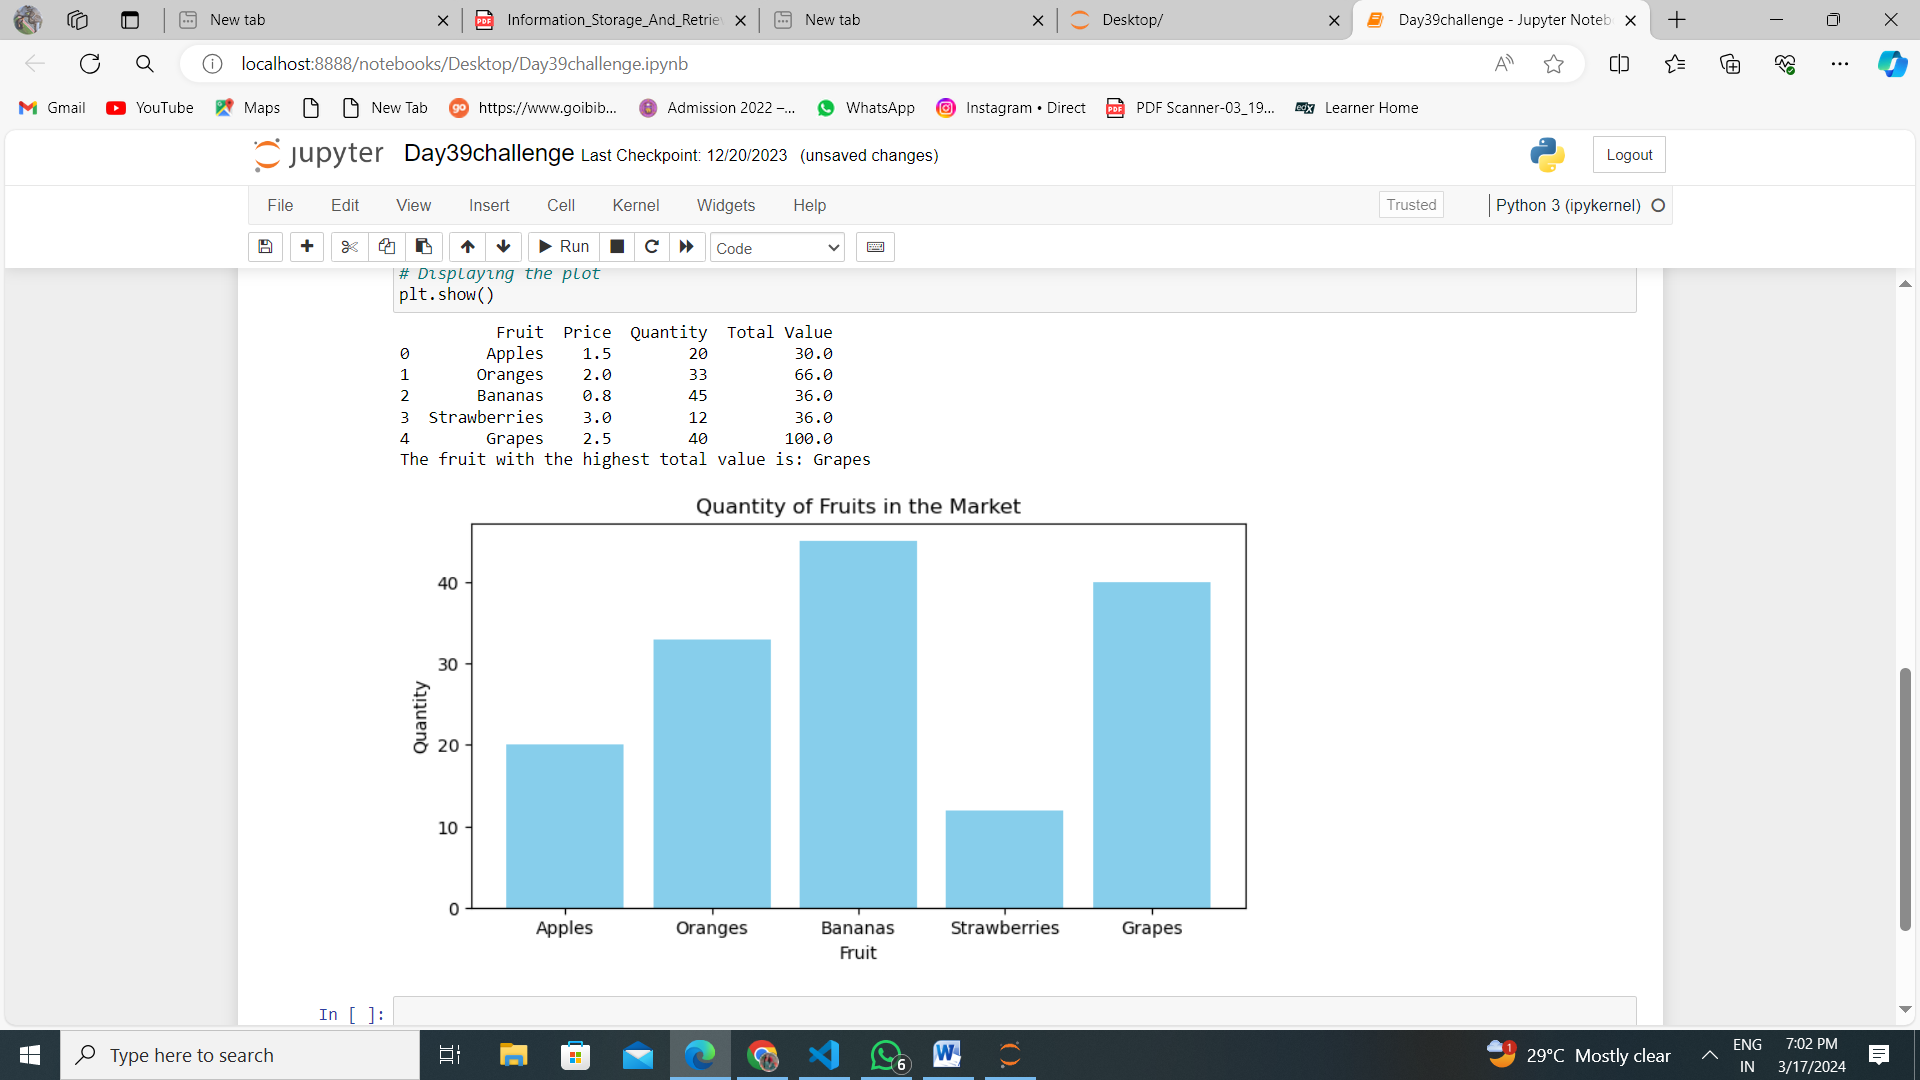 New tab
Information_Storage_And_Retriev
New tab
Desktop/
Day39challenge - Jupyter Noteb
localhost:8888/notebooks/Desktop/Day39challenge.ipynb
Gmail YouTube Maps New Tab https://www.goibib... Admission 2022 –... WhatsApp Instagram • Direct PDF Scanner-03_19... Learner Home
jupyter Day39challenge Last Checkpoint: 12/20/2023 (unsaved changes) Logout
File Edit View Insert Cell Kernel Widgets Help Trusted Python 3 (ipykernel)
Run Code
# Displaying the plot
plt.show()
Fruit Price Quantity Total Value
0 Apples 1.5 20 30.0
1 Oranges 2.0 33 66.0
2 Bananas 0.8 45 36.0
3 Strawberries 3.0 12 36.0
4 Grapes 2.5 40 100.0
The fruit with the highest total value is: Grapes
Quantity of Fruits in the Market
40
30
20
10
0
Quantity
Apples Oranges Bananas Strawberries Grapes
Fruit
In [ ]:
Type here to search
6
1
29°C Mostly clear
ENG
IN
7:02 PM
3/17/2024